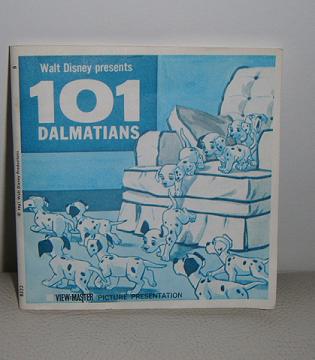 Walt Disney presents
101
DALMATIANS
VIEW-MASTER PICTURE PRESENTATION